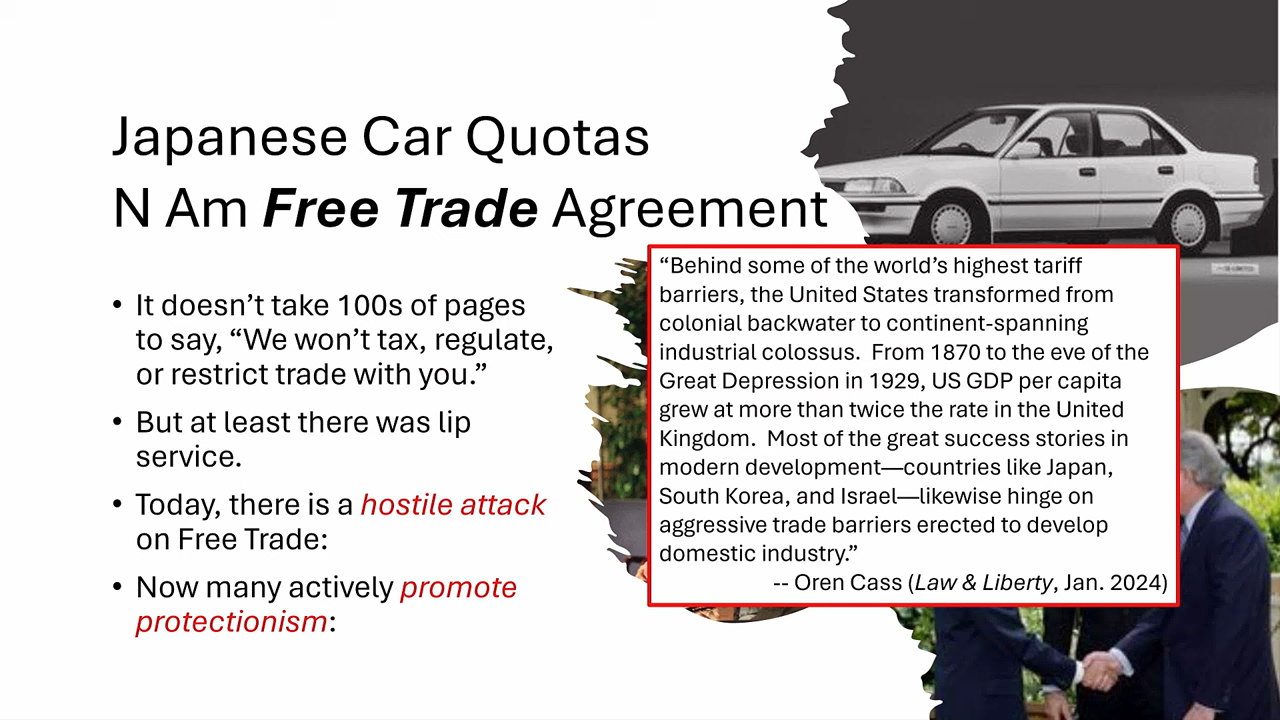 Japanese Car Quotas
N Am Free Trade Agreement
• It doesn’t take 100s of pages
to say, “We won’t tax, regulate,
or restrict trade with you.”
• But at least there was lip
service.
• Today, there is a hostile attack
on Free Trade:
• Now many actively promote
protectionism:
“Behind some of the world’s highest tariff
barriers, the United States transformed from
colonial backwater to continent-spanning
industrial colossus.  From 1870 to the eve of the
Great Depression in 1929, US GDP per capita
grew at more than twice the rate in the United
Kingdom.  Most of the great success stories in
modern development—countries like Japan,
South Korea, and Israel—likewise hinge on
aggressive trade barriers erected to develop
domestic industry.”
-- Oren Cass (Law & Liberty, Jan. 2024)